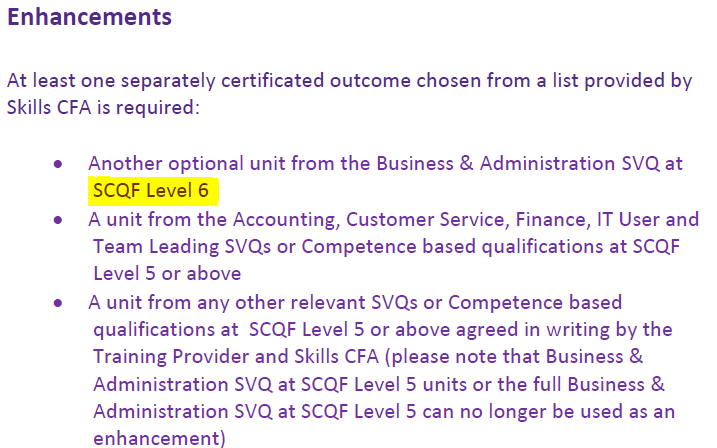 Enhancements
At least one separately certificated outcome chosen from a list provided by
Skills CFA is required:
• Another optional unit from the Business & Administration SVQ at
SCQF Level 6
• A unit from the Accounting, Customer Service, Finance, IT User and
Team Leading SVQs or Competence based qualifications at SCQF
Level 5 or above
• A unit from any other relevant SVQs or Competence based
qualifications at SCQF Level 5 or above agreed in writing by the
Training Provider and Skills CFA (please note that Business &
Administration SVQ at SCQF Level 5 units or the full Business &
Administration SVQ at SCQF Level 5 can no longer be used as an
enhancement)